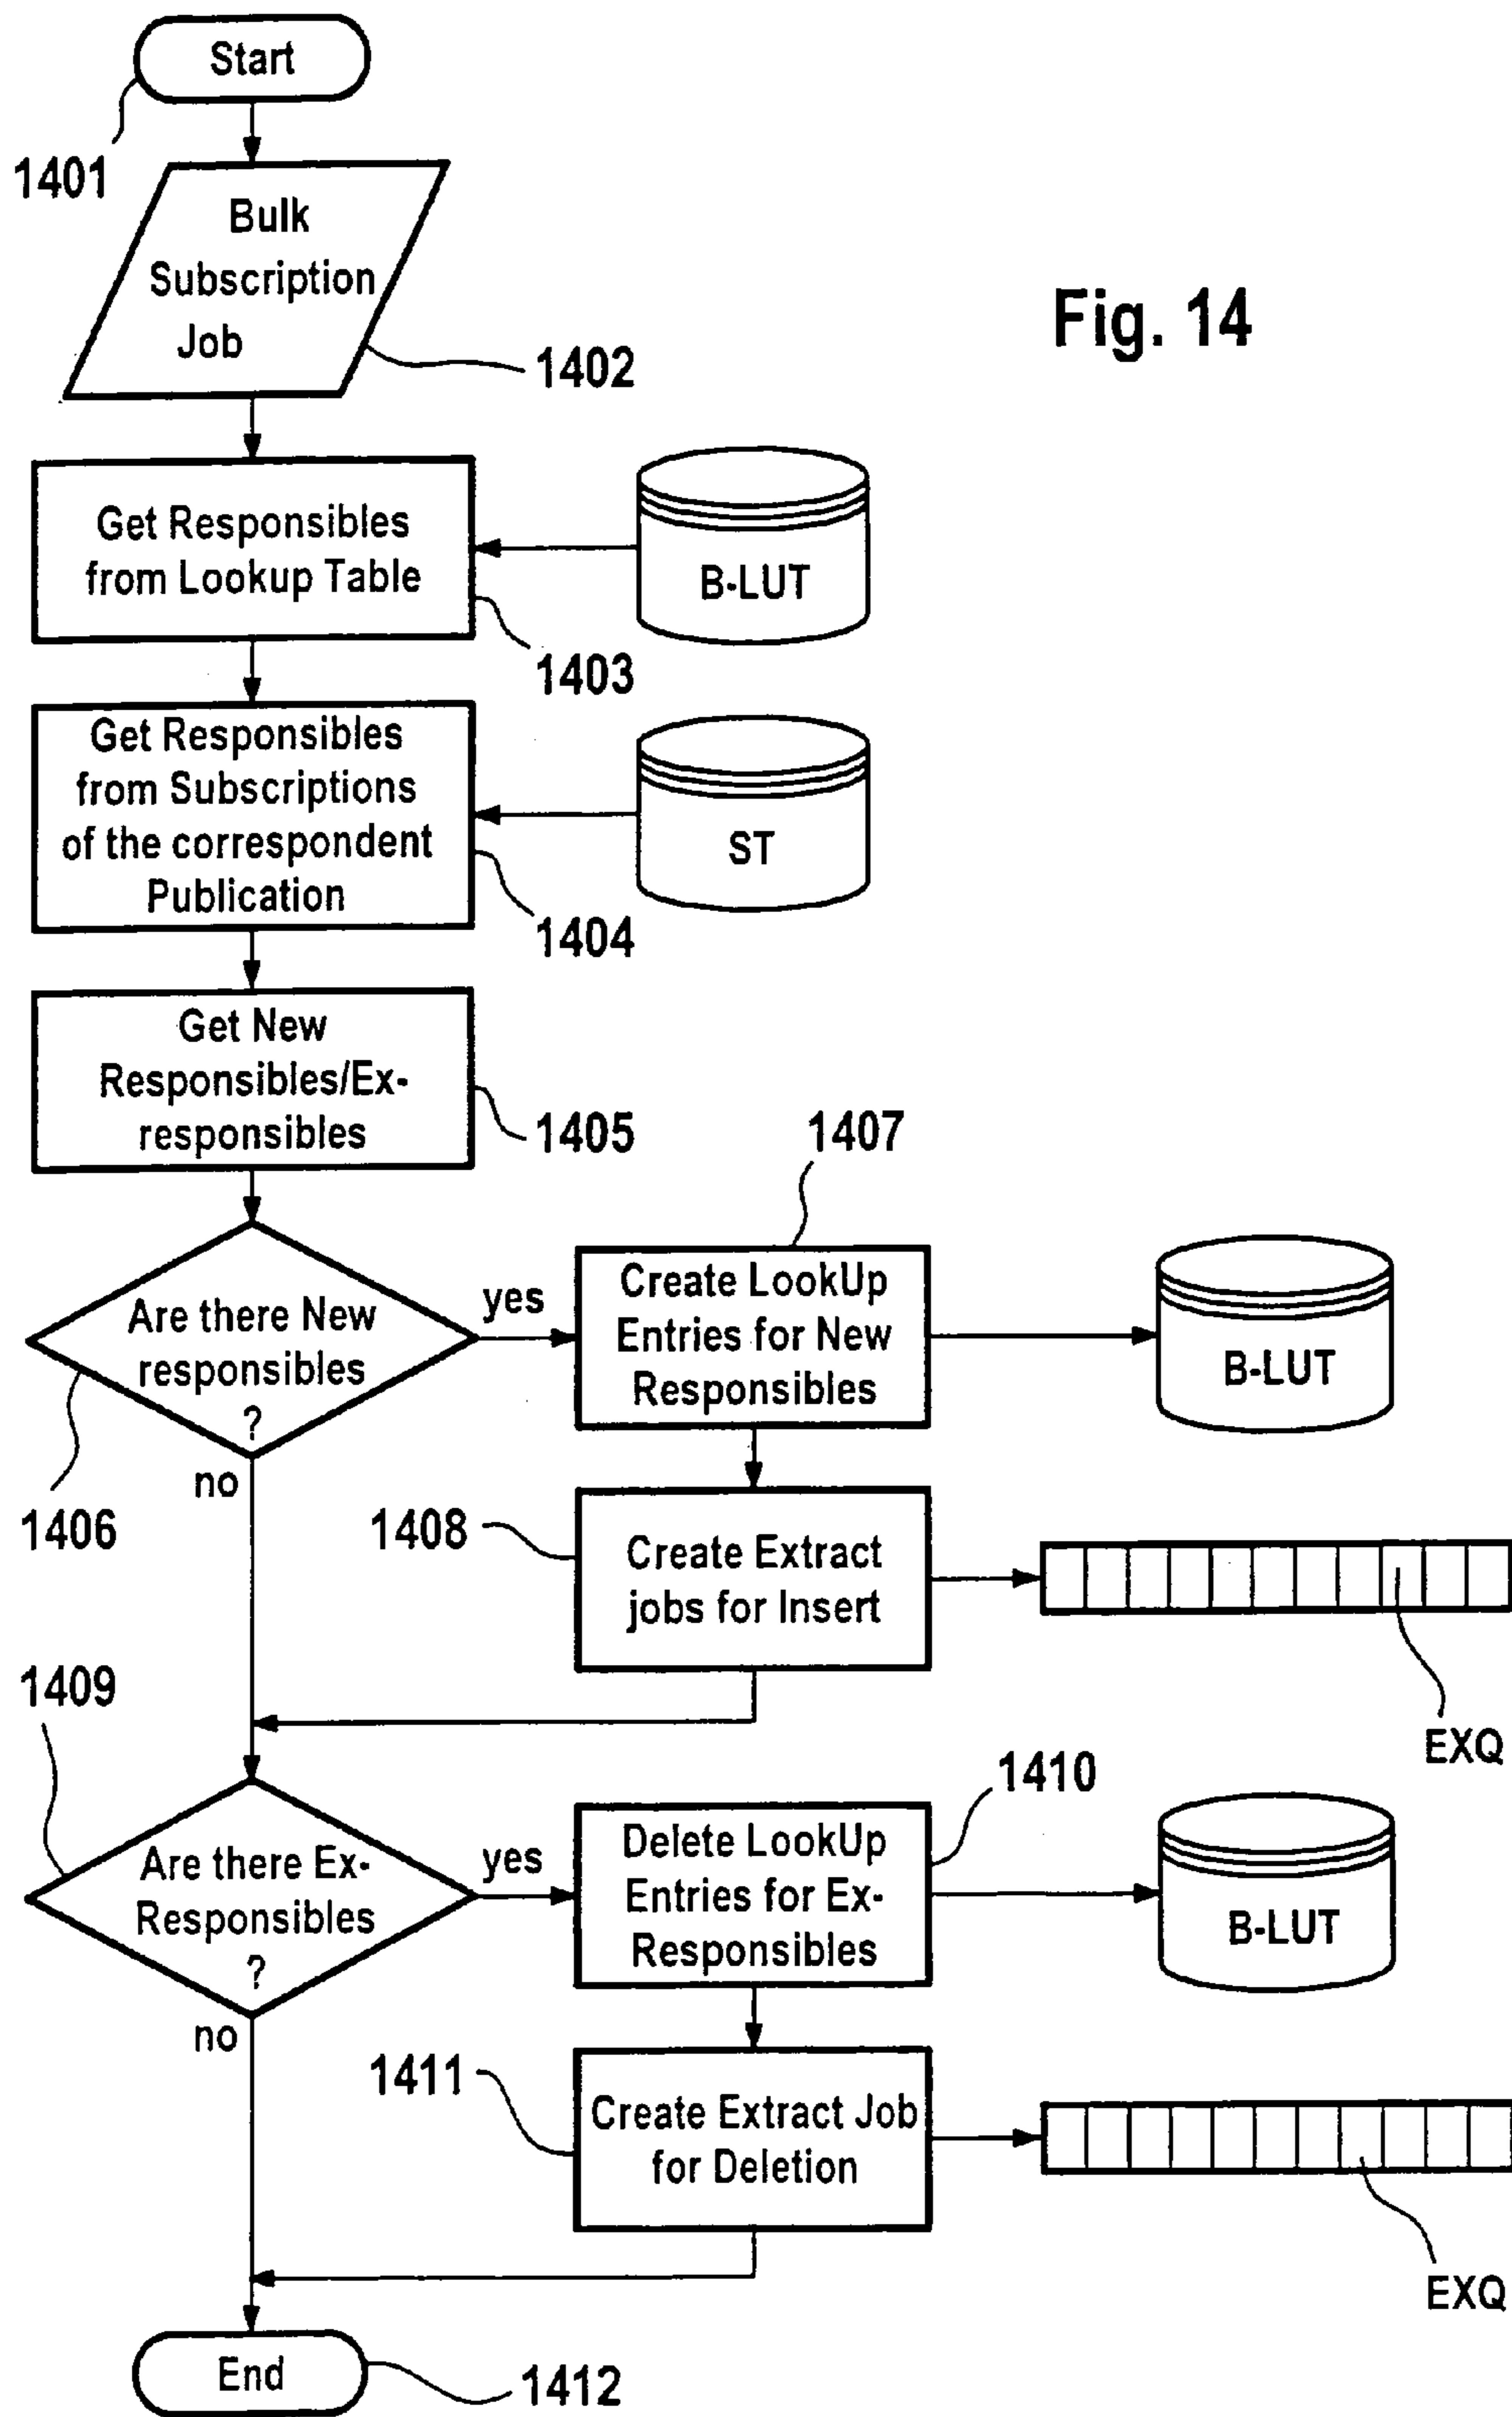 Start
1401
Bulk
Subscription
Job
1402
Fig. 14
Get Responsibles
from Lookup Table
B-LUT
1403
Get Responsibles
from Subscriptions
of the correspondent
Publication
ST
1404
Get New
Responsibles/Ex-
responsibles
1405
1407
Are there New
responsibles
?
yes
Create LookUp
Entries for New
Responsibles
B-LUT
no
1406
1408
Create Extract
jobs for Insert
EXQ
1409
Are there Ex-
Responsibles
?
yes
1410
Delete LookUp
Entries for Ex-
Responsibles
B-LUT
no
1411
Create Extract Job
for Deletion
EXQ
End
1412